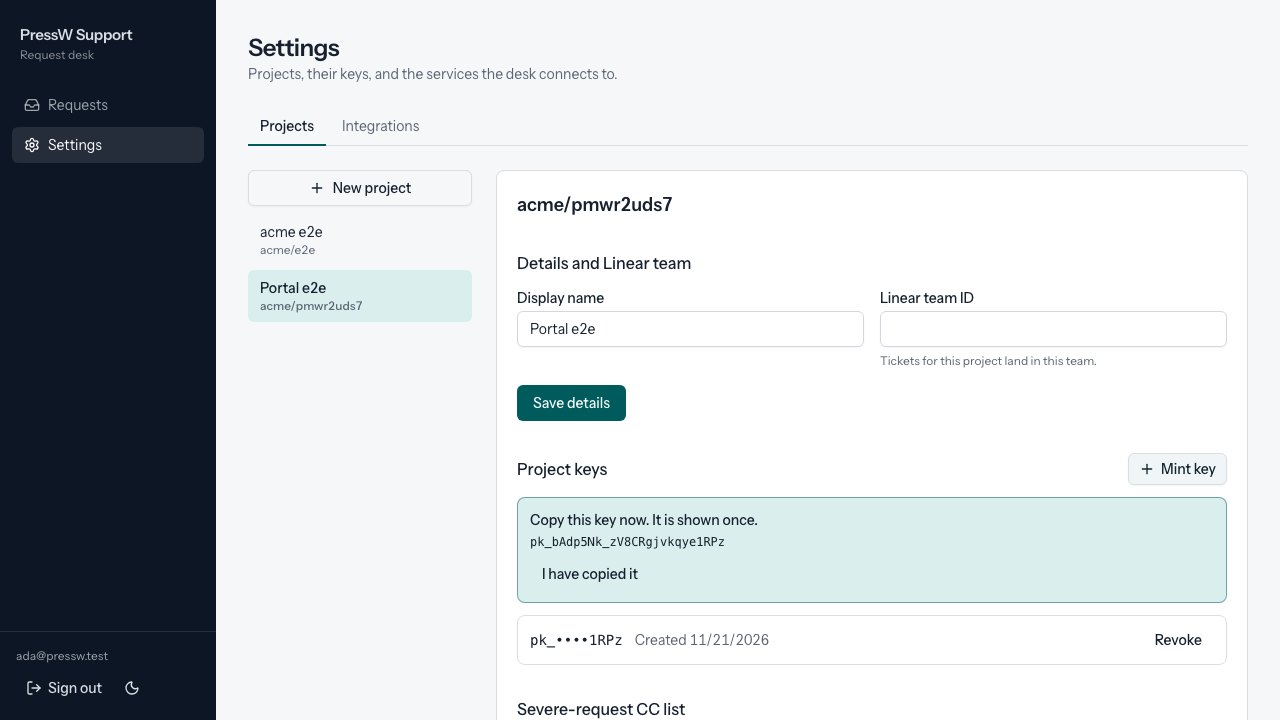 PressW Support
Request desk
Requests
Settings
ada@pressw.test
Sign out
Settings
Projects, their keys, and the services the desk connects to.
Projects
Integrations
New project
acme e2e
acme/e2e
Portal e2e
acme/pmwr2uds7
acme/pmwr2uds7
Details and Linear team
Display name
Portal e2e
Linear team ID
Tickets for this project land in this team.
Save details
Project keys
Mint key
Copy this key now. It is shown once.
pk_bAdp5Nk_zV8CRgjvkqye1RPz
I have copied it
pk_••••1RPz Created 11/21/2026
Revoke
Severe-request CC list